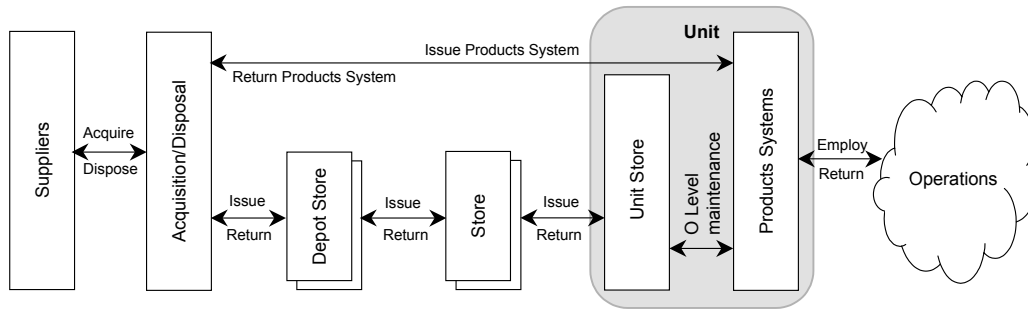 Unit
Issue Products System
Return Products System
Suppliers
Acquire
Dispose
Acquisition/Disposal
Issue
Return
Depot Store
Issue
Return
Store
Issue
Return
Unit Store
O Level
maintenance
Products Systems
Employ
Return
Operations